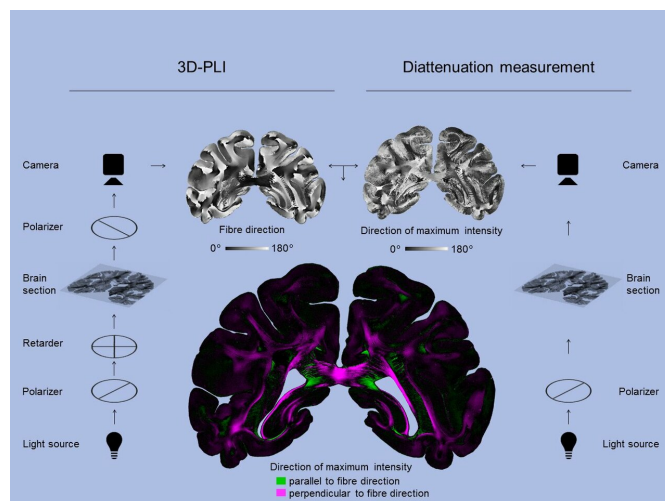 3D-PLI
Diattenuation measurement
Camera
Camera
Polarizer
Fibre direction
Direction of maximum intensity
0° 180°
0° 180°
Brain
section
Brain
section
Retarder
Polarizer
Polarizer
Light source
Light source
Direction of maximum intensity
parallel to fibre direction
perpendicular to fibre direction